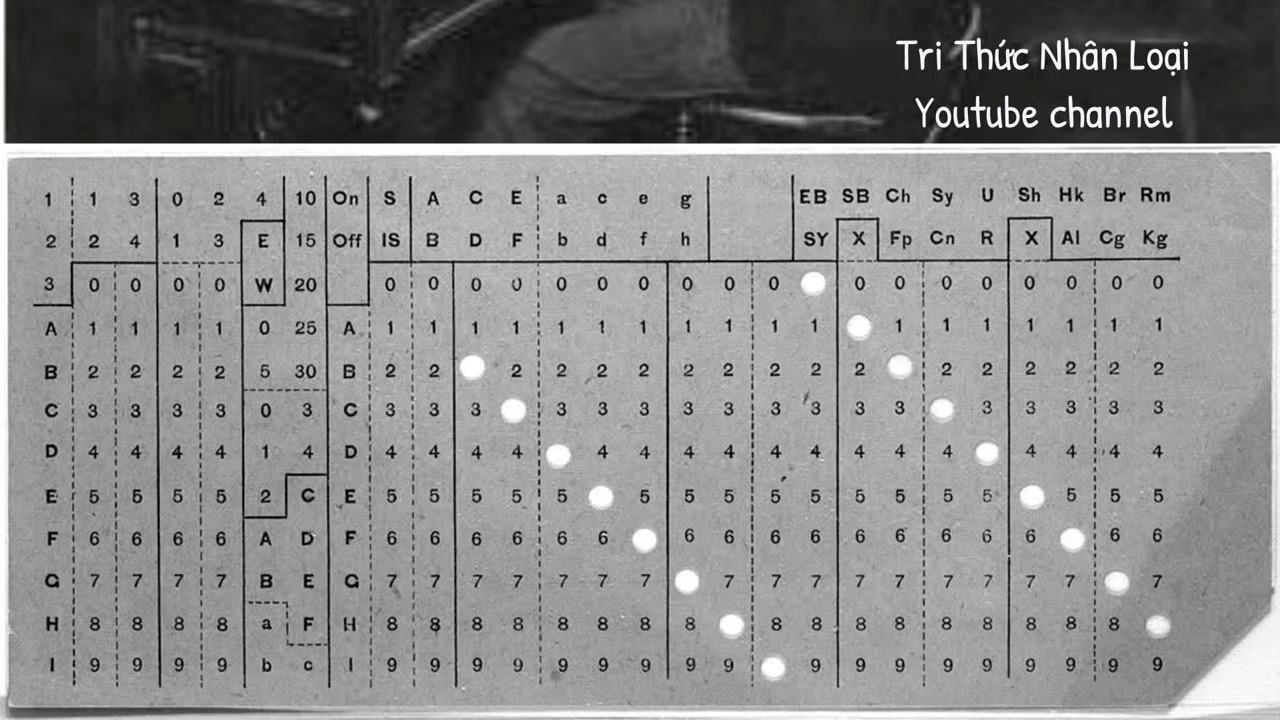 Tri Thức Nhân Loại
Youtube channel
1 1 3 0 2 4 10 On S A C E a c e g EB SB Ch Sy U Sh Hk Br Rm
2 2 4 1 3 E 15 Off IS B D F b d f h SY X Fp Cn R X Al Cg Kg
3 0 0 0 0 W 20 0 0 0 0 0 0 0 0 0 0 0 0 0 0 0 0 0 0
A 1 1 1 1 0 25 A 1 1 1 1 1 1 1 1 1 1 1 1 1 1 1 1 1 1
B 2 2 2 2 5 30 B 2 2 2 2 2 2 2 2 2 2 2 2 2 2 2 2 2
C 3 3 3 3 0 3 C 3 3 3 3 3 3 3 3 3 3 3 3 3 3 3 3 3
D 4 4 4 4 1 4 D 4 4 4 4 4 4 4 4 4 4 4 4 4 4 4 4 4
E 5 5 5 5 2 C E 5 5 5 5 5 5 5 5 5 5 5 5 5 5 5 5 5
F 6 6 6 6 A D F 6 6 6 6 6 6 6 6 6 6 6 6 6 6 6 6 6
G 7 7 7 7 B E G 7 7 7 7 7 7 7 7 7 7 7 7 7 7 7 7 7
H 8 8 8 8 a F H 8 8 8 8 8 8 8 8 8 8 8 8 8 8 8 8 8
I 9 9 9 9 b c I 9 9 9 9 9 9 9 9 9 9 9 9 9 9 9 9 9 9